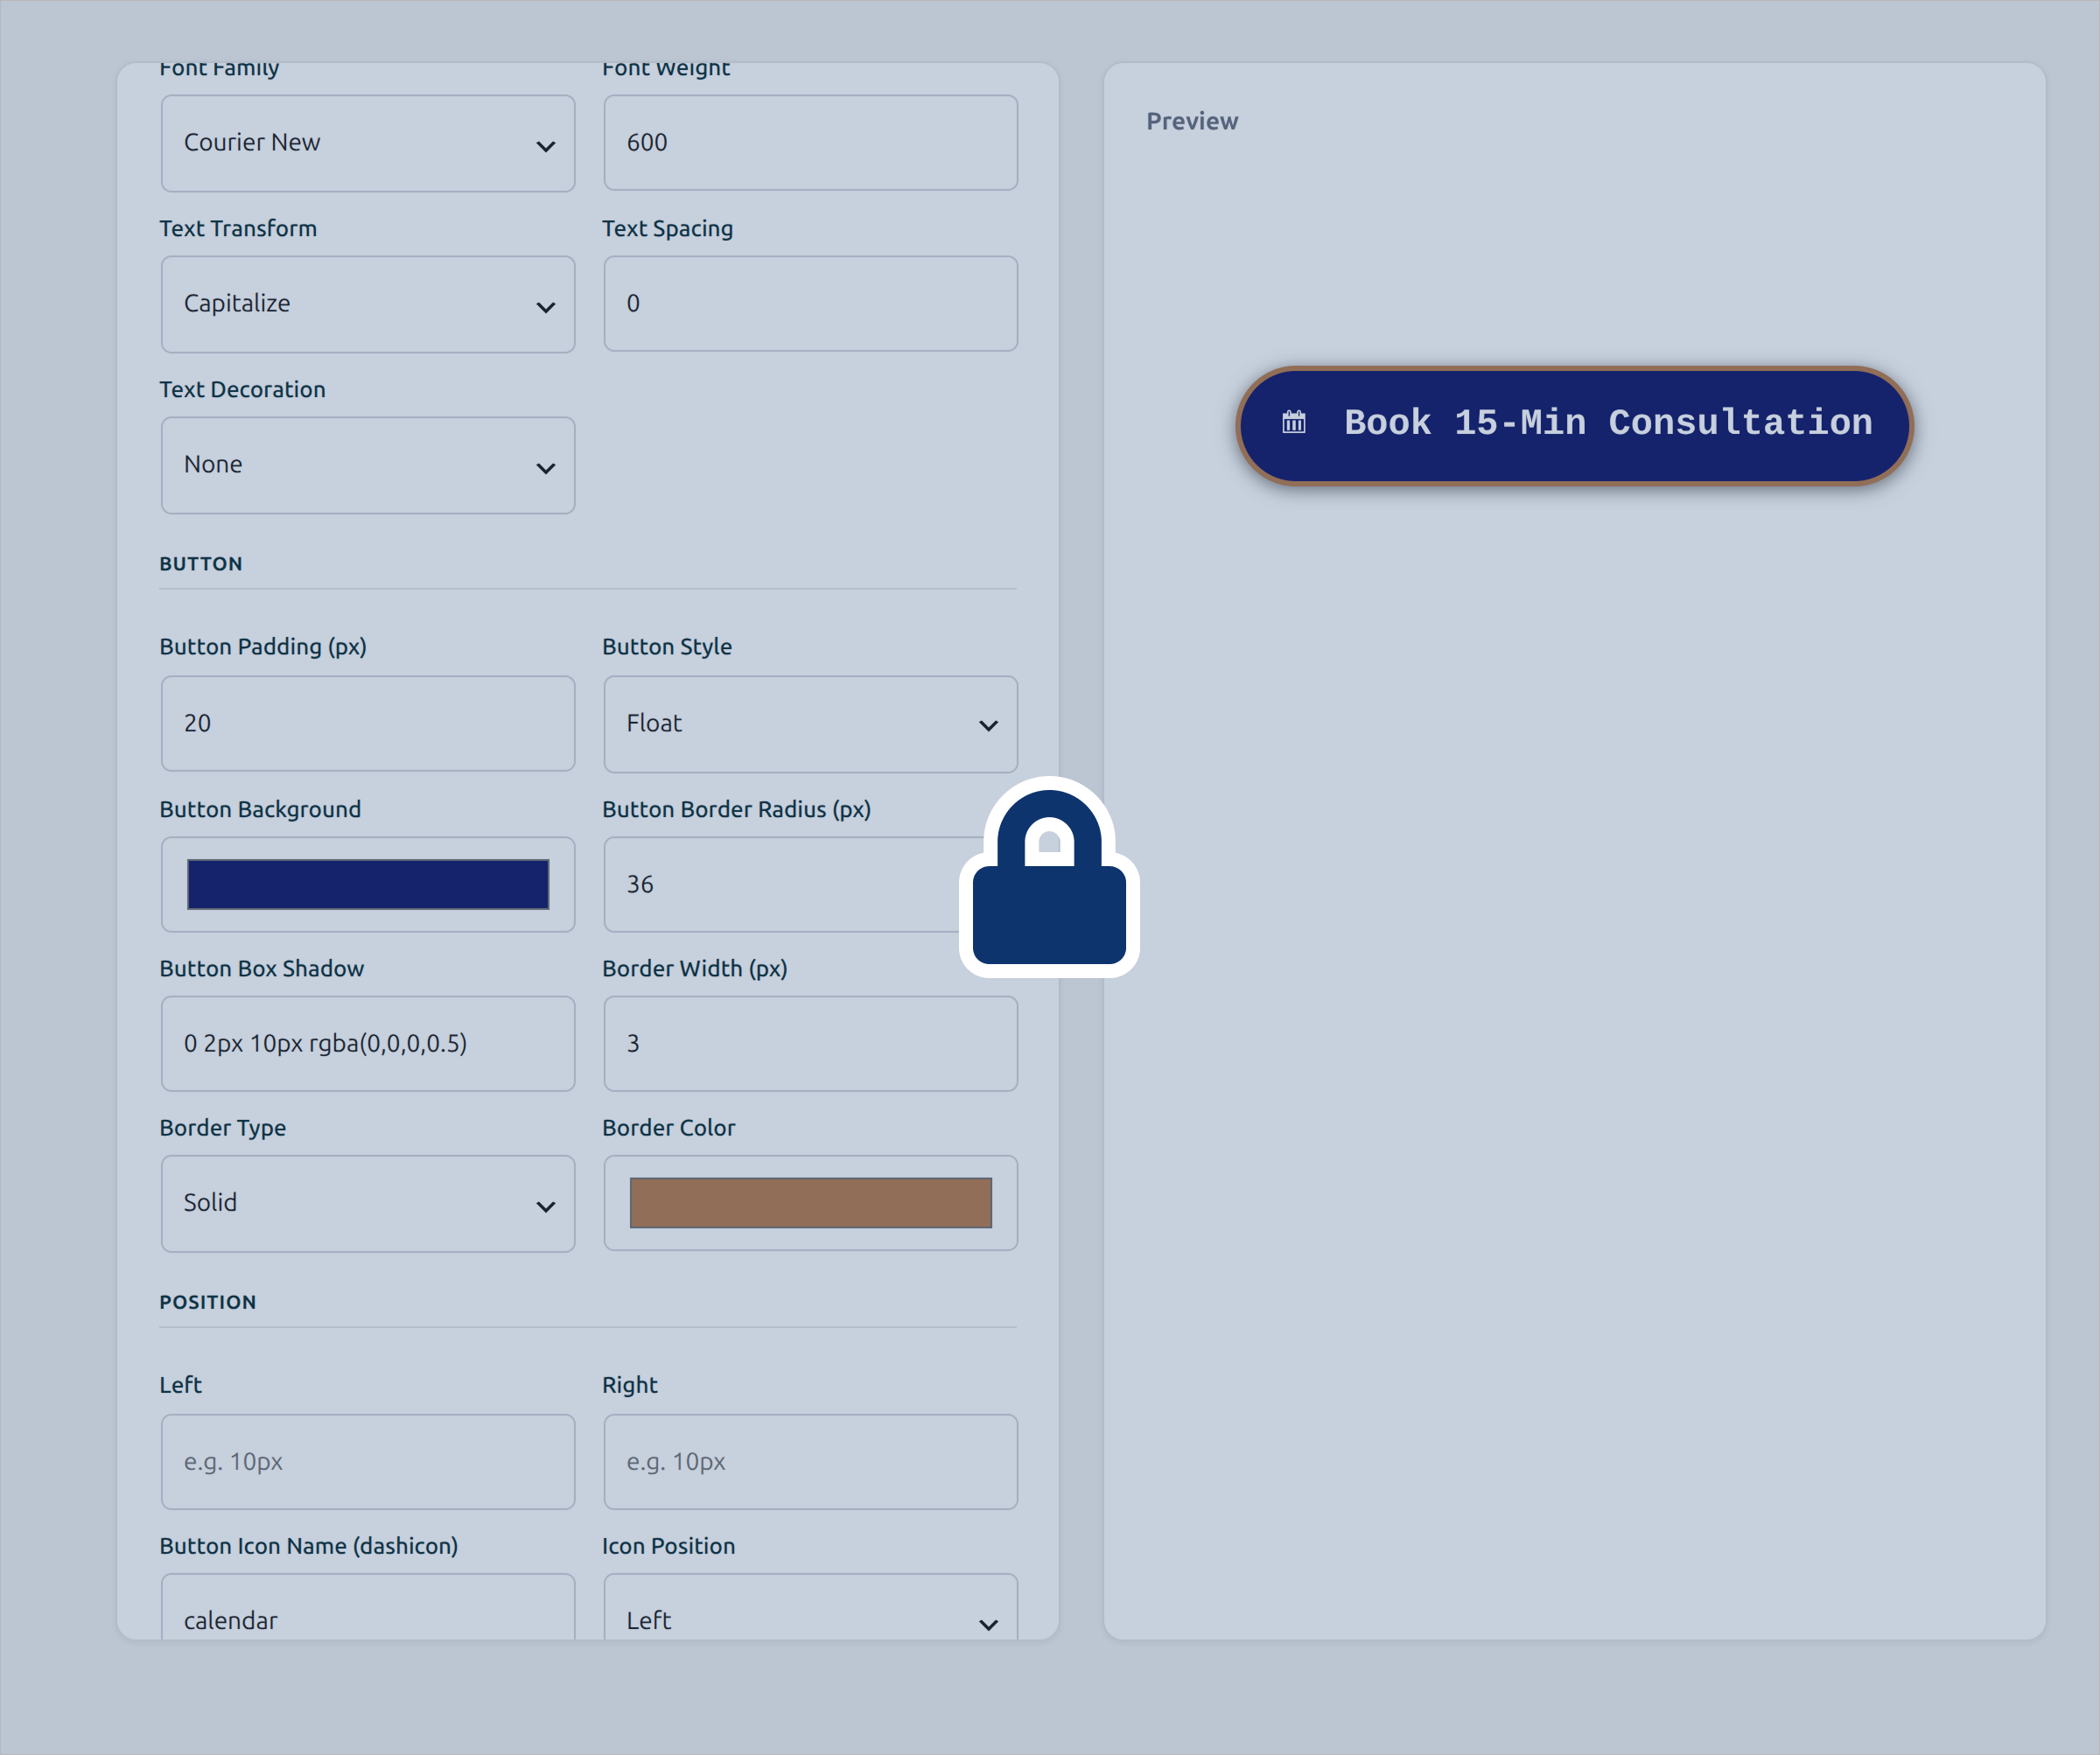 Font Family Font Weight
Courier New 600
Text Transform Text Spacing
Capitalize 0
Text Decoration
None
BUTTON
Button Padding (px) Button Style
20 Float
Button Background Button Border Radius (px)
36
Button Box Shadow Border Width (px)
0 2px 10px rgba(0,0,0,0.5) 3
Border Type Border Color
Solid
POSITION
Left Right
e.g. 10px e.g. 10px
Button Icon Name (dashicon) Icon Position
calendar Left
Preview
Book 15-Min Consultation